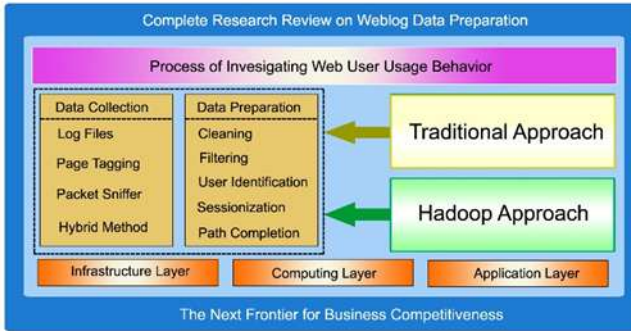 Complete Research Review on Weblog Data Preparation
Process of Invesigating Web User Usage Behavior
Data Collection
Log Files
Page Tagging
Packet Sniffer
Hybrid Method
Data Preparation
Cleaning
Filtering
User Identification
Sessionization
Path Completion
Traditional Approach
Hadoop Approach
Infrastructure Layer
Computing Layer
Application Layer
The Next Frontier for Business Competitiveness